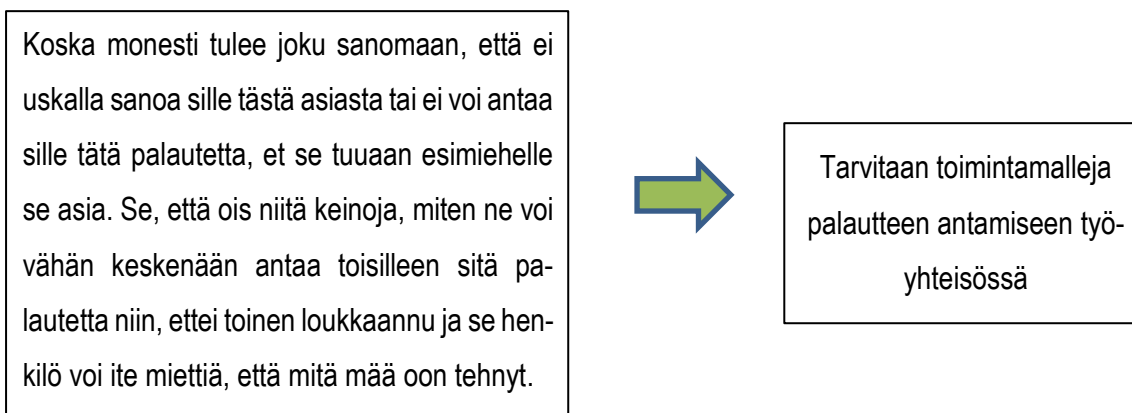 Koska monesti tulee joku sanomaan, että ei
uskalla sanoa sille tästä asiasta tai ei voi antaa
sille tätä palautetta, et se tuuaan esimiehelle
se asia. Se, että ois niitä keinoja, miten ne voi
vähän keskenään antaa toisilleen sitä pa-
lautetta niin, ettei toinen loukkaannu ja se hen-
kilö voi ite miettiä, että mitä mää oon tehnyt.
Tarvitaan toimintamalleja
palautteen antamiseen työ-
yhteisössä